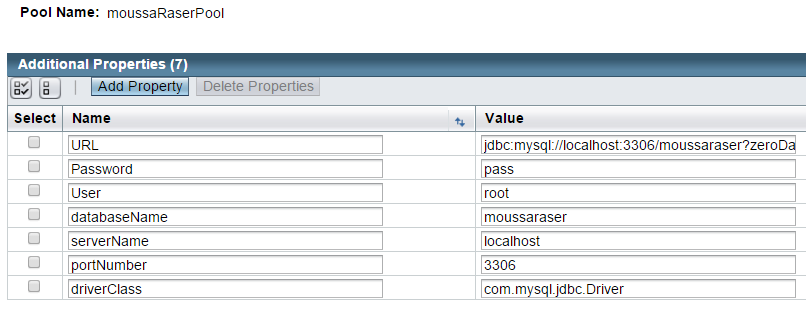 Pool Name: moussaRaserPool
Additional Properties (7)
Add Property Delete Properties
Select Name Value
URL jdbc:mysql://localhost:3306/moussaraser?zeroDa
Password pass
User root
databaseName moussaraser
serverName localhost
portNumber 3306
driverClass com.mysql.jdbc.Driver